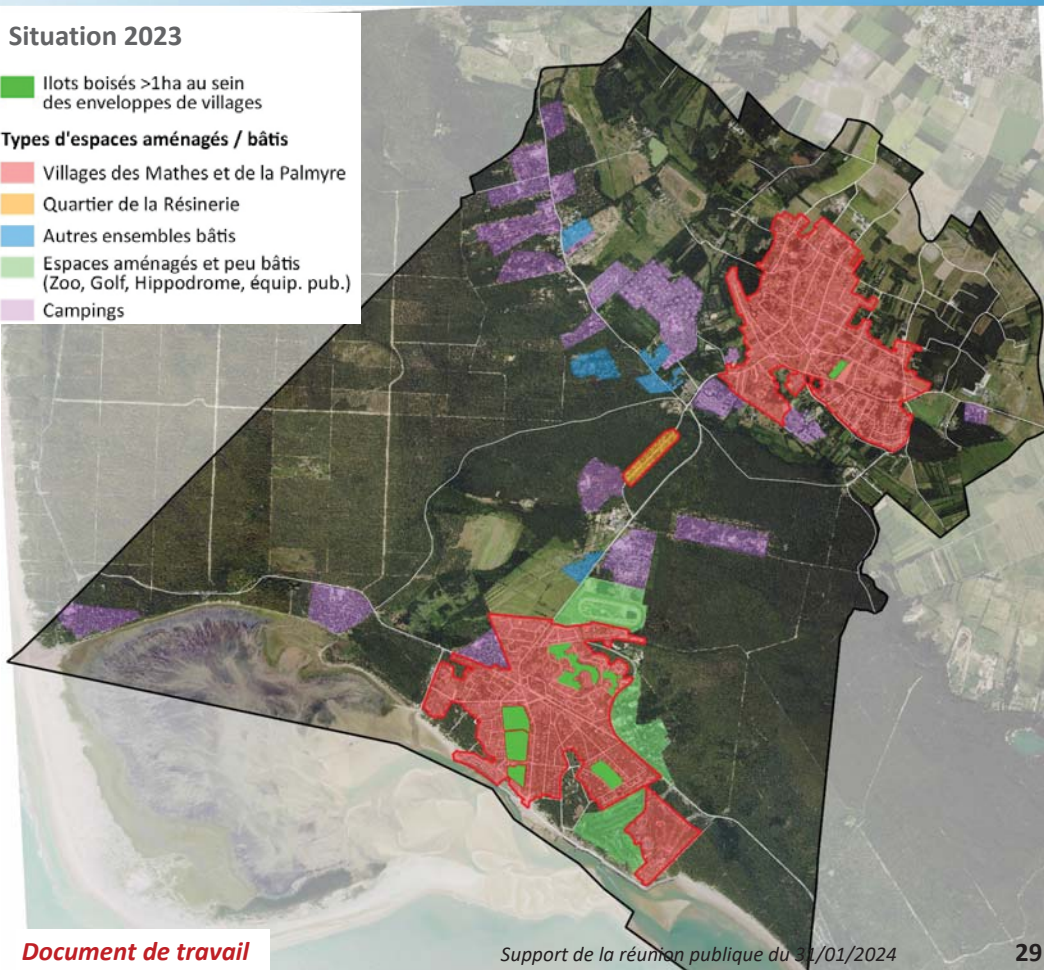 Situation 2023
Ilots boisés >1ha au sein
des enveloppes de villages
Types d'espaces aménagés / bâtis
Villages des Mathes et de la Palmyre
Quartier de la Résinerie
Autres ensembles bâtis
Espaces aménagés et peu bâtis
(Zoo, Golf, Hippodrome, équip. pub.)
Campings
Document de travail
Support de la réunion publique du 31/01/2024
29